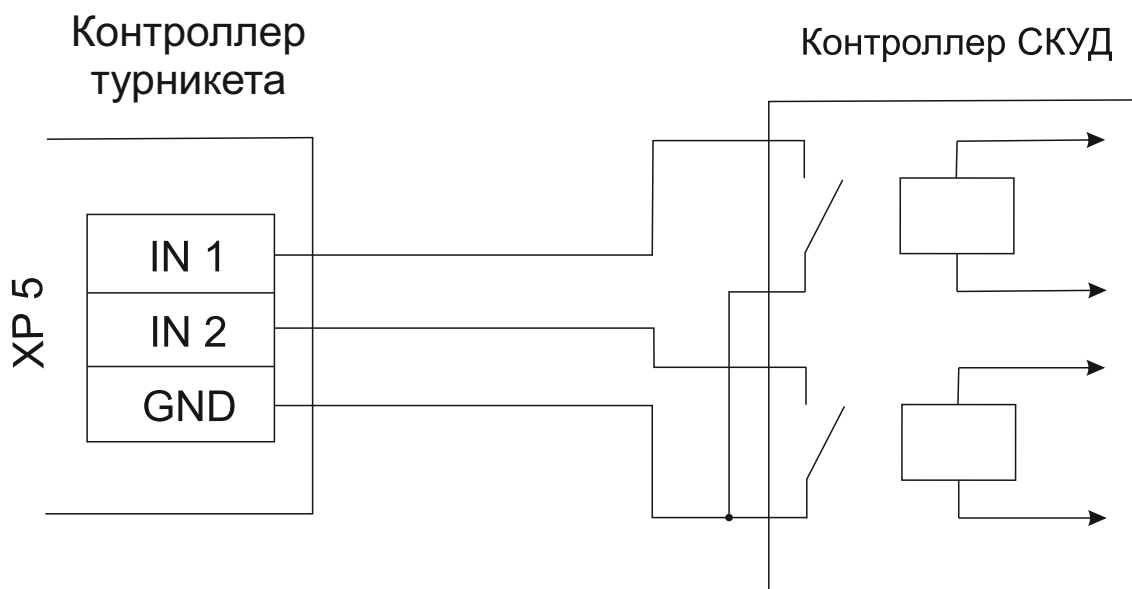 Контроллер
турникета
Контроллер СКУД
XP 5
IN 1
IN 2
GND